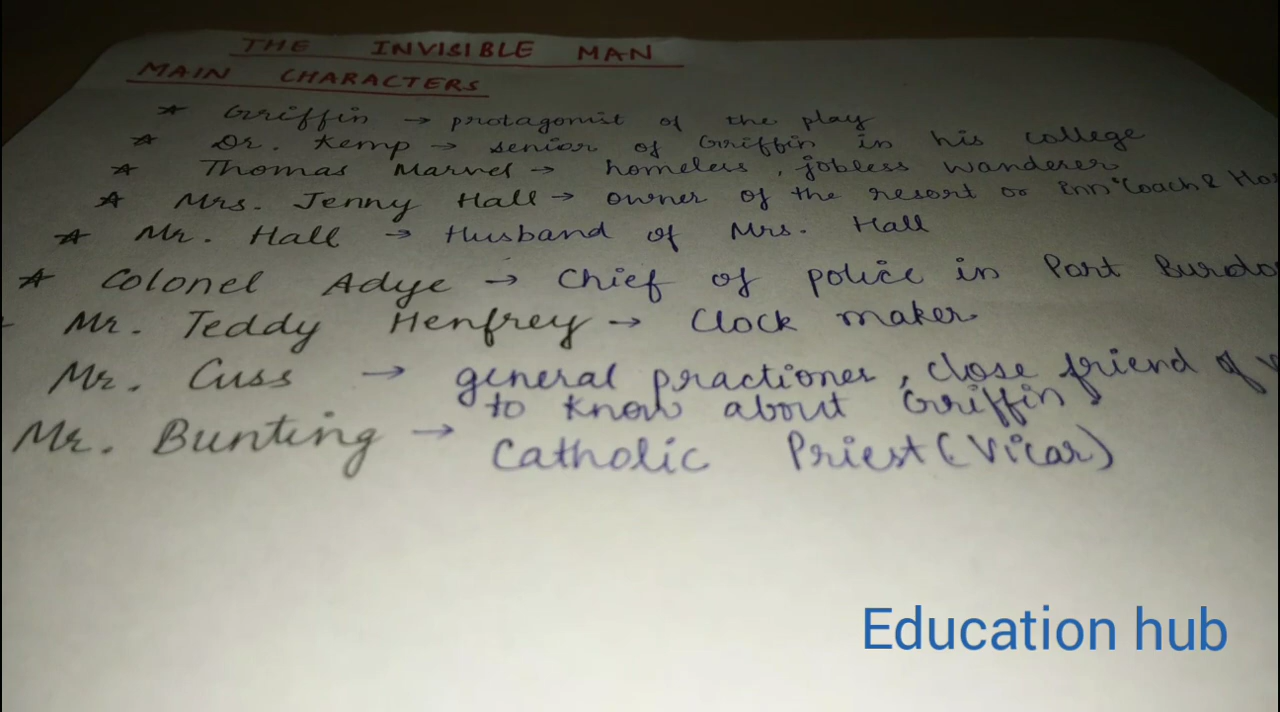 THE INVISIBLE MAN
MAIN CHARACTERS
★ Griffin → protagonist of the play
★ Dr. Kemp → senior of Griffin in his college
★ Thomas Marvel → homeless, jobless wanderer
★ Mrs. Jenny Hall → owner of the resort or Inn "Coach &
★ Mr. Hall → Husband of Mrs. Hall
★ Colonel Adye → Chief of police in Port
Mr. Teddy Henfrey → Clock maker
Mr. Cuss → general practioner, close friend of
to know about Griffin
Mr. Bunting → Catholic Priest (Vicar)
Education hub